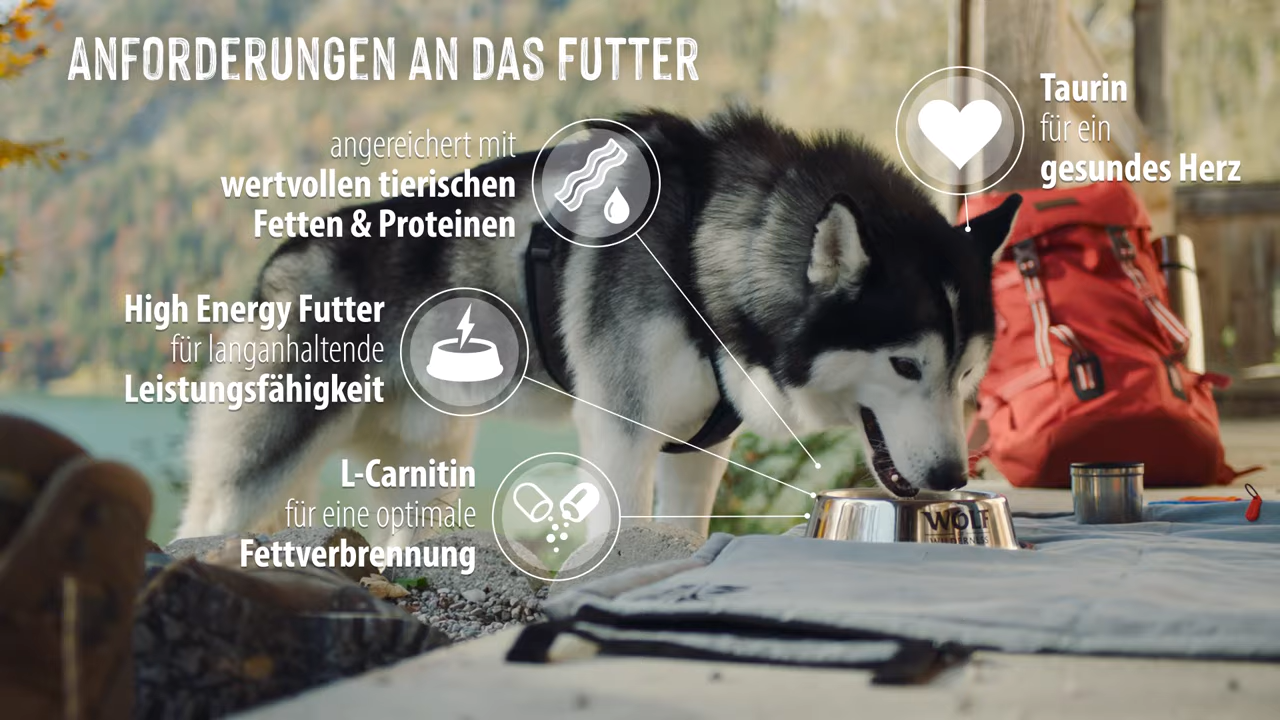 ANFORDERUNGEN AN DAS FUTTER
angereichert mit
wertvollen tierischen
Fetten & Proteinen
High Energy Futter
für langanhaltende
Leistungsfähigkeit
L-Carnitin
für eine optimale
Fettverbrennung
Taurin
für ein
gesundes Herz
WOLF